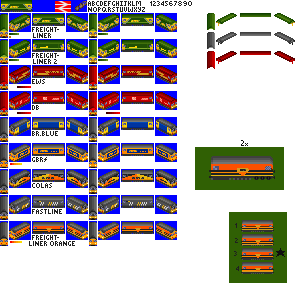 ABCDEFGHIJKLM 1234567890
NOPQRSTUVWXYZ
FREIGHT-
LINER
FREIGHT-
LINER 2
EWS
DB
BR.BLUE
GBRf
COLAS
FASTLINE
FREIGHT-
LINER ORANGE
2x
1
2
3
4